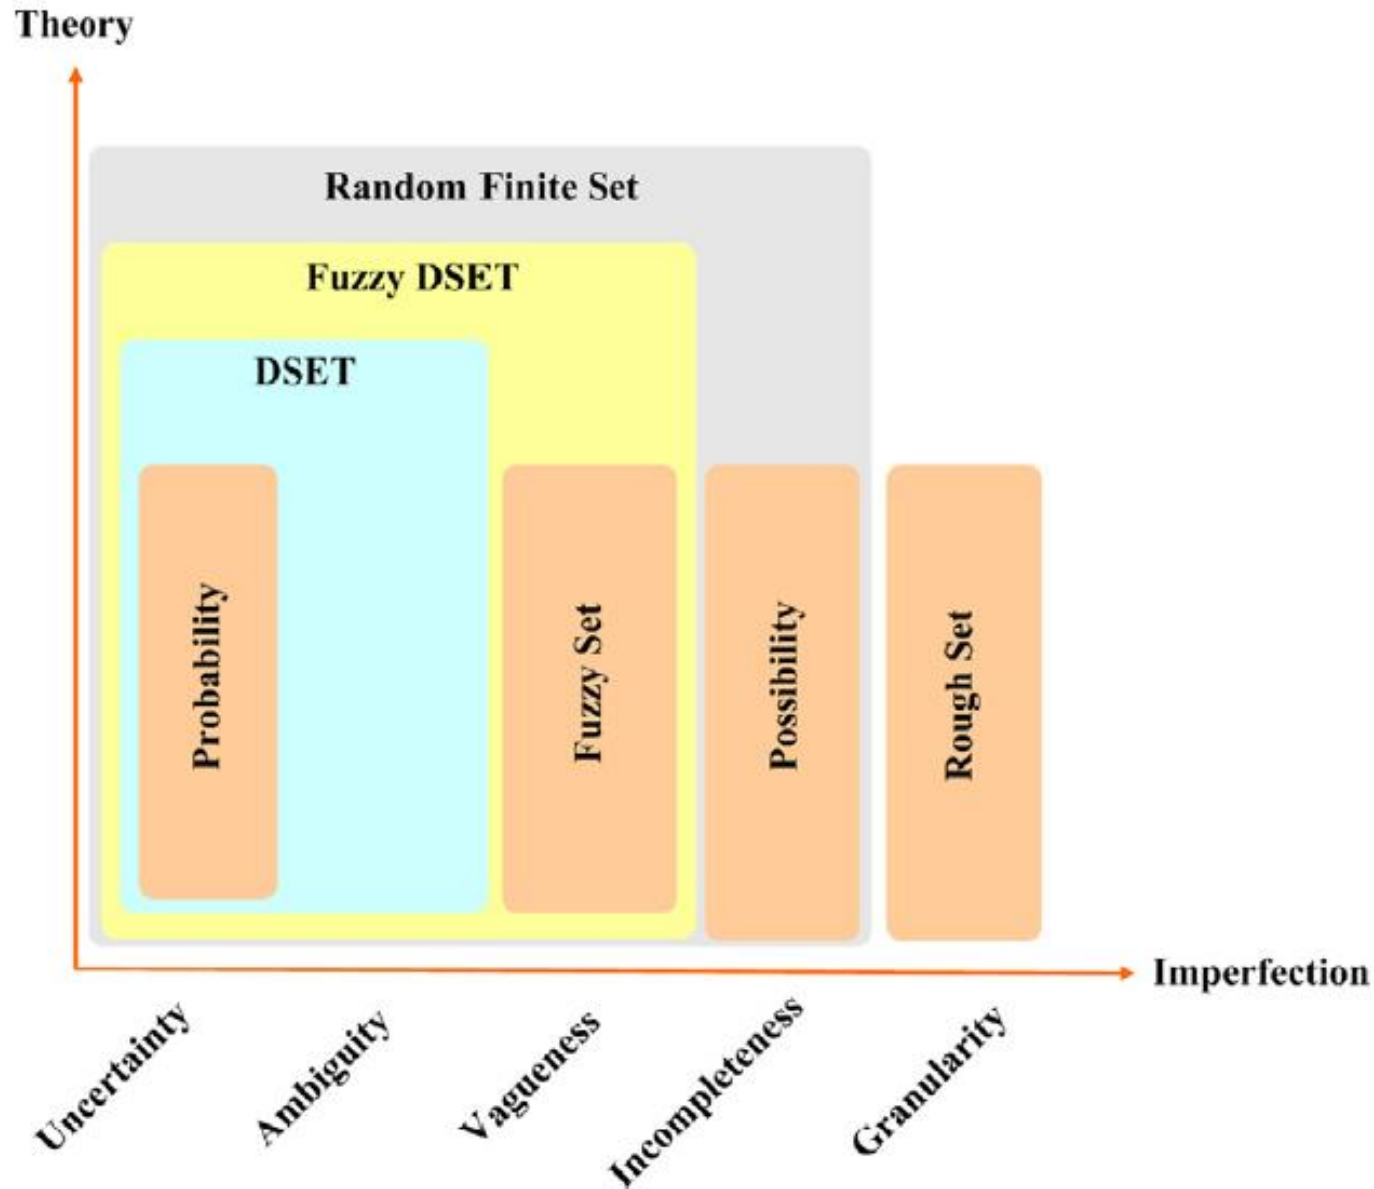 Theory
Random Finite Set
Fuzzy DSET
DSET
Probability
Fuzzy Set
Possibility
Rough Set
Imperfection
Uncertainty
Ambiguity
Vagueness
Incompleteness
Granularity